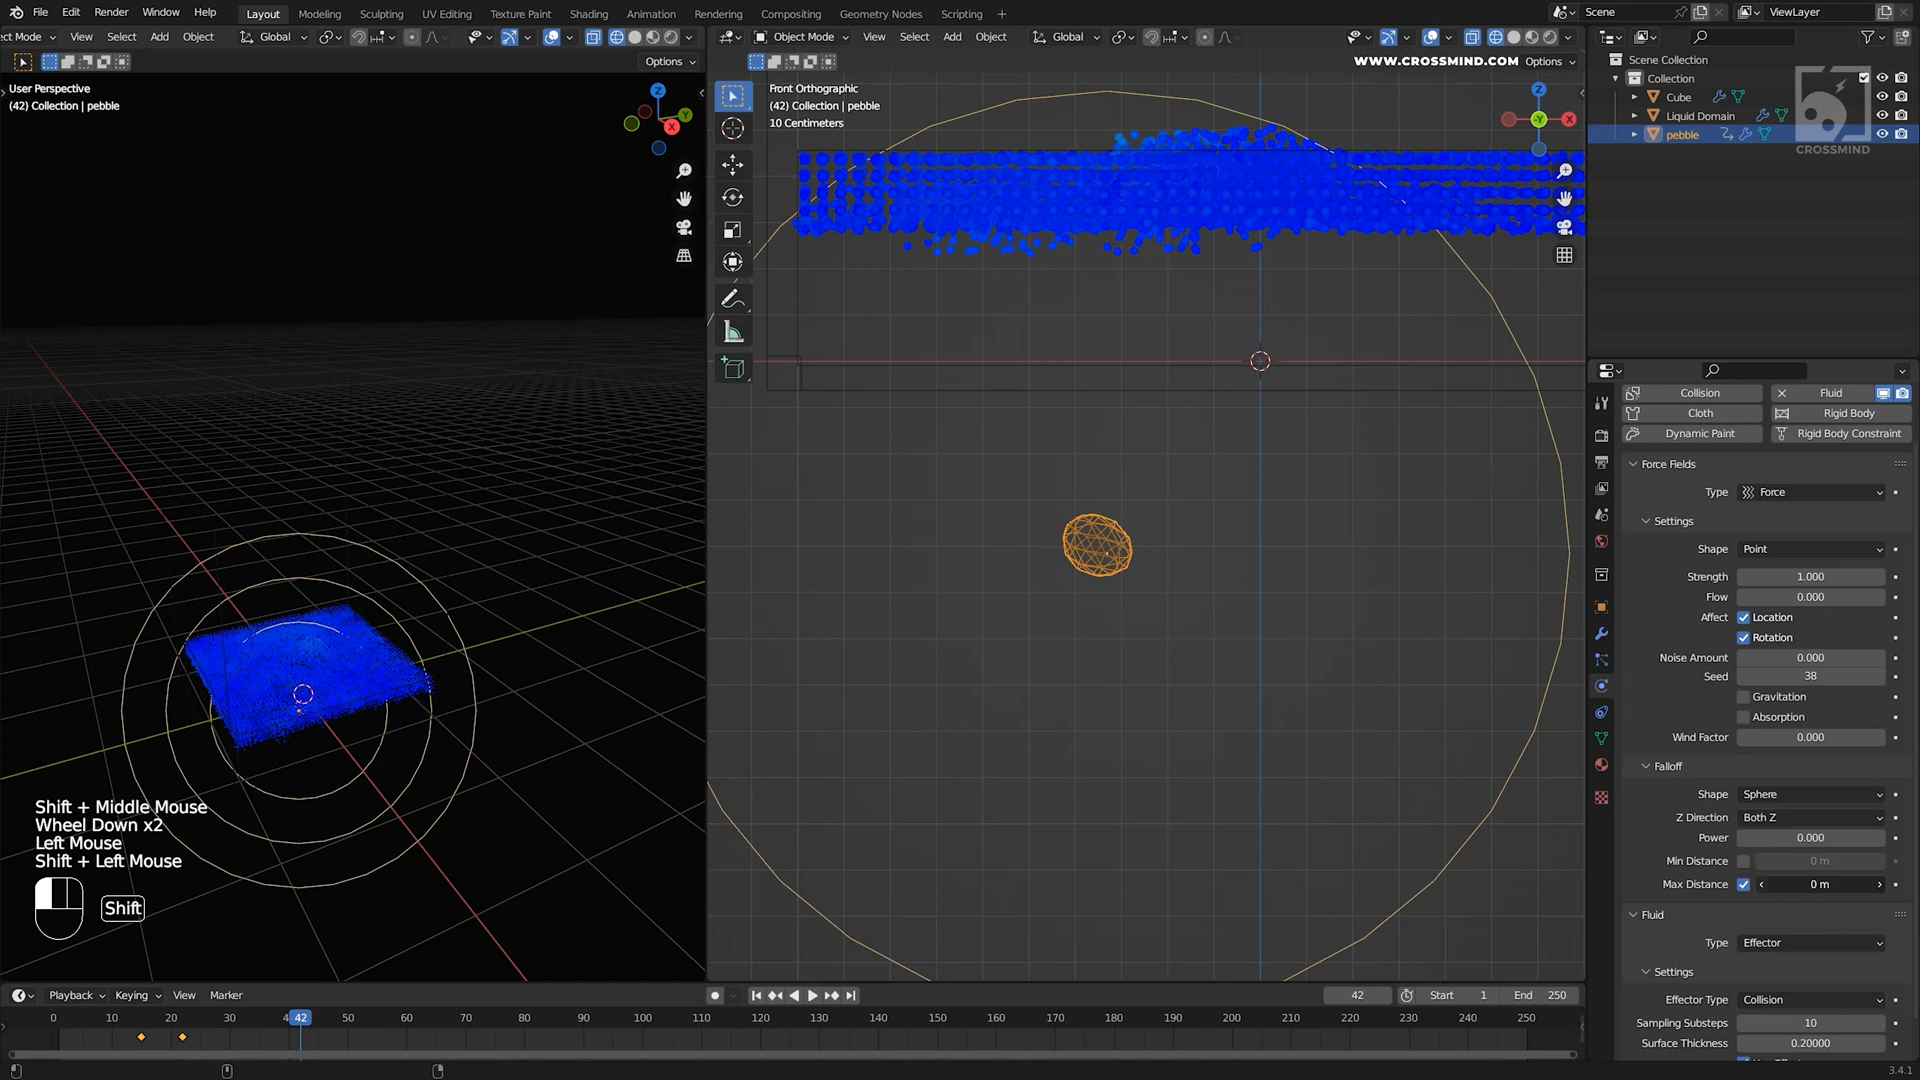 File Edit Render Window Help Layout Modeling Sculpting UV Editing Texture Paint Shading Animation Rendering Compositing Geometry Nodes Scripting + Scene ViewLayer
ect Mode View Select Add Object Global Object Mode View Select Add Object Global
Options WWW.CROSSMIND.COM Options
User Perspective
(42) Collection | pebble
Front Orthographic
(42) Collection | pebble
10 Centimeters
Z
Y
X
Z
-Y
X
Scene Collection
Collection
Cube
Liquid Domain
pebble
CROSSMIND
Collision Fluid
Cloth Rigid Body
Dynamic Paint Rigid Body Constraint
Force Fields
Type Force
Settings
Shape Point
Strength 1.000
Flow 0.000
Affect Location
Rotation
Noise Amount 0.000
Seed 38
Gravitation
Absorption
Wind Factor 0.000
Falloff
Shape Sphere
Z Direction Both Z
Power 0.000
Min Distance 0 m
Max Distance 0 m
Fluid
Type Effector
Settings
Effector Type Collision
Sampling Substeps 10
Surface Thickness 0.20000
Shift + Middle Mouse
Wheel Down x2
Left Mouse
Shift + Left Mouse
Shift
Playback Keying View Marker 42 Start 1 End 250
0 10 20 30 4 42 50 60 70 80 90 100 110 120 130 140 150 160 170 180 190 200 210 220 230 240 250
3.4.1